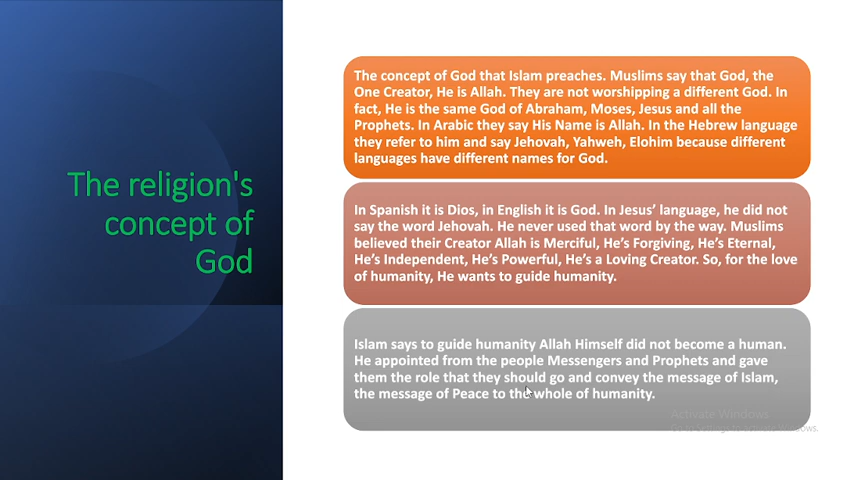 The religion's
concept of
God
The concept of God that Islam preaches. Muslims say that God, the
One Creator, He is Allah. They are not worshipping a different God. In
fact, He is the same God of Abraham, Moses, Jesus and all the
Prophets. In Arabic they say His Name is Allah. In the Hebrew language
they refer to him and say Jehovah, Yahweh, Elohim because different
languages have different names for God.
In Spanish it is Dios, in English it is God. In Jesus’ language, he did not
say the word Jehovah. He never used that word by the way. Muslims
believed their Creator Allah is Merciful, He’s Forgiving, He’s Eternal,
He’s Independent, He’s Powerful, He’s a Loving Creator. So, for the love
of humanity, He wants to guide humanity.
Islam says to guide humanity Allah Himself did not become a human.
He appointed from the people Messengers and Prophets and gave
them the role that they should go and convey the message of Islam,
the message of Peace to the whole of humanity.
Activate Windows
Go to Settings to activate Windows.